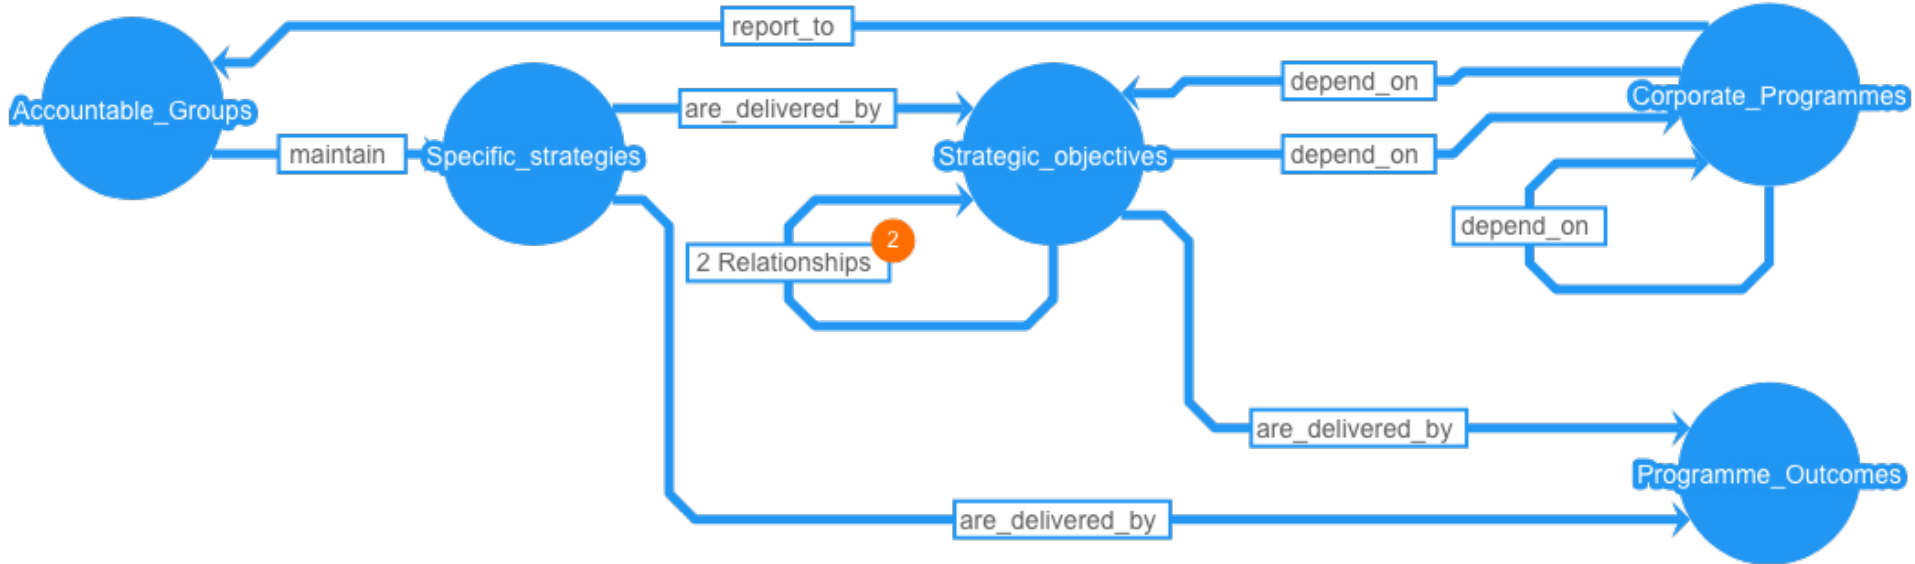 report_to
depend_on
Corporate_Programmes
Accountable_Groups
are_delivered_by
maintain
Specific_strategies
Strategic_objectives
depend_on
depend_on
2
2 Relationships
are_delivered_by
Programme_Outcomes
are_delivered_by